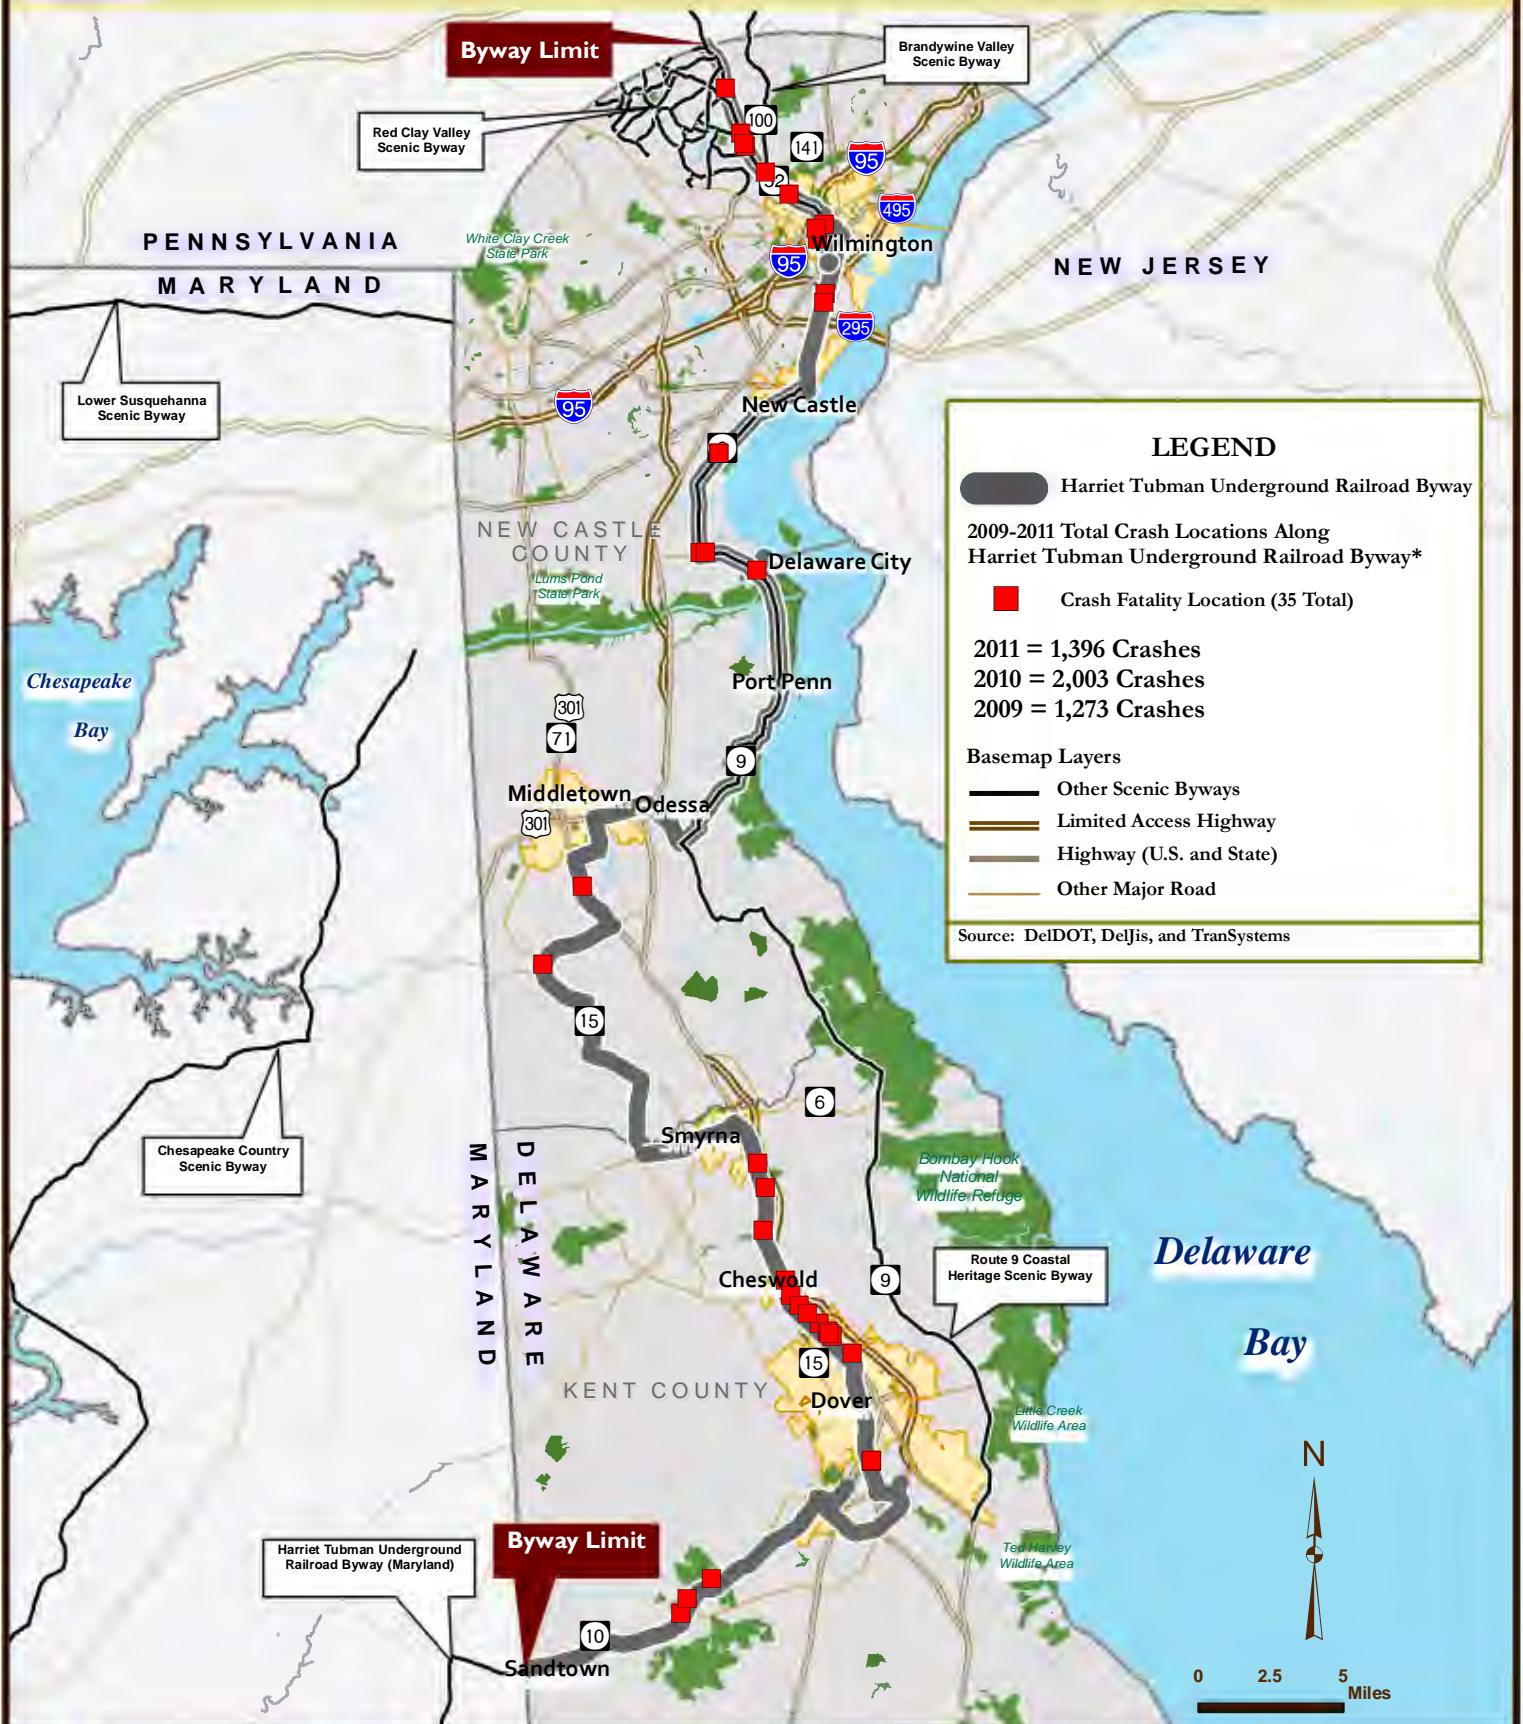 Byway Limit
Brandywine Valley
Scenic Byway
Red Clay Valley
Scenic Byway
100
141
95
52
495
PENNSYLVANIA
MARYLAND
White Clay Creek
State Park
Wilmington
95
NEW JERSEY
295
Lower Susquehanna
Scenic Byway
95
New Castle
LEGEND
Harriet Tubman Underground Railroad Byway
2009-2011 Total Crash Locations Along
Harriet Tubman Underground Railroad Byway*
Crash Fatality Location (35 Total)
2011 = 1,396 Crashes
2010 = 2,003 Crashes
2009 = 1,273 Crashes
Basemap Layers
Other Scenic Byways
Limited Access Highway
Highway (U.S. and State)
Other Major Road
Source: DelDOT, DelJis, and TranSystems
NEW CASTLE
COUNTY
Delaware City
Lums Pond
State Park
Chesapeake
Bay
Port Penn
301
71
9
Middletown
Odessa
301
15
6
Smyrna
Chesapeake Country
Scenic Byway
MARYLAND
DELAWARE
Bombay Hook
National
Wildlife Refuge
Delaware
Bay
Route 9 Coastal
Heritage Scenic Byway
Cheswold
9
15
KENT COUNTY
Dover
Little Creek
Wildlife Area
N
Byway Limit
Harriet Tubman Underground
Railroad Byway (Maryland)
Ted Harvey
Wildlife Area
10
Sandtown
0 2.5 5
Miles